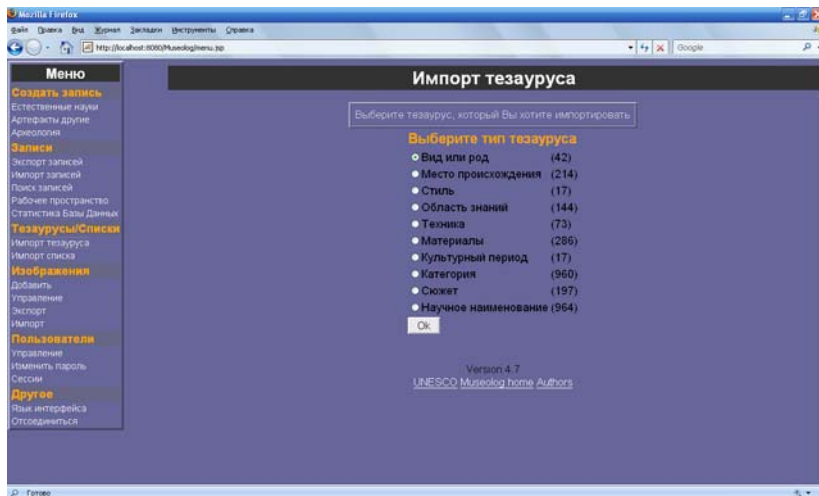 Mozilla Firefox
Файл Правка Вид Журнал Закладки Инструменты Справка
http://localhost:8080/Museolog/menu.jsp
Google
Меню
Создать запись
Естественные науки
Артефакты другие
Археология
Записи
Экспорт записей
Импорт записей
Поиск записей
Рабочее пространство
Статистика Базы Данных
Тезаурусы/Списки
Импорт тезауруса
Импорт списка
Изображения
Добавить
Управление
Экспорт
Импорт
Пользователи
Управление
Изменить пароль
Сессии
Другое
Язык интерфейса
Отсоединиться
Импорт тезауруса
Выберите тезаурус, который Вы хотите импортировать
Выберите тип тезауруса
Вид или род (42)
Место происхождения (214)
Стиль (17)
Область знаний (144)
Техника (73)
Материалы (286)
Культурный период (17)
Категория (960)
Сюжет (197)
Научное наименование (964)
Ok
Version 4.7
UNESCO Museolog home Authors
Готово